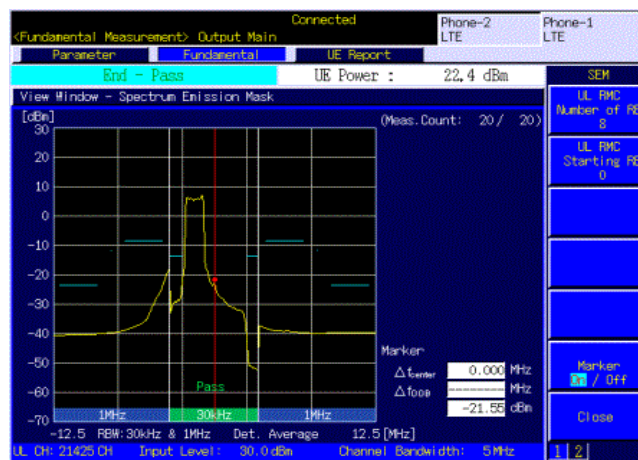 Connected
Phone-2
LTE
Phone-1
LTE
<Fundamental Measurement> Output Main
Parameter
Fundamental
UE Report
End - Pass
UE Power : 22.4 dBm
SEM
View Window - Spectrum Emission Mask
[dBm]
(Meas.Count: 20 / 20)
30
20
10
0
-10
-20
-30
-40
-50
-60
-70
Pass
1MHz
30kHz
1MHz
-12.5 RBW:30kHz & 1MHz Det. Average 12.5 [MHz]
Marker
Δfcenter 0.000 MHz
ΔfOOB -------- MHz
-21.55 dBm
UL CH: 21425 CH Input Level: 30.0 dBm Channel Bandwidth: 5 MHz
UL RMC
Number of RB
8
UL RMC
Starting RB
0
Marker
On / Off
Close
1 2